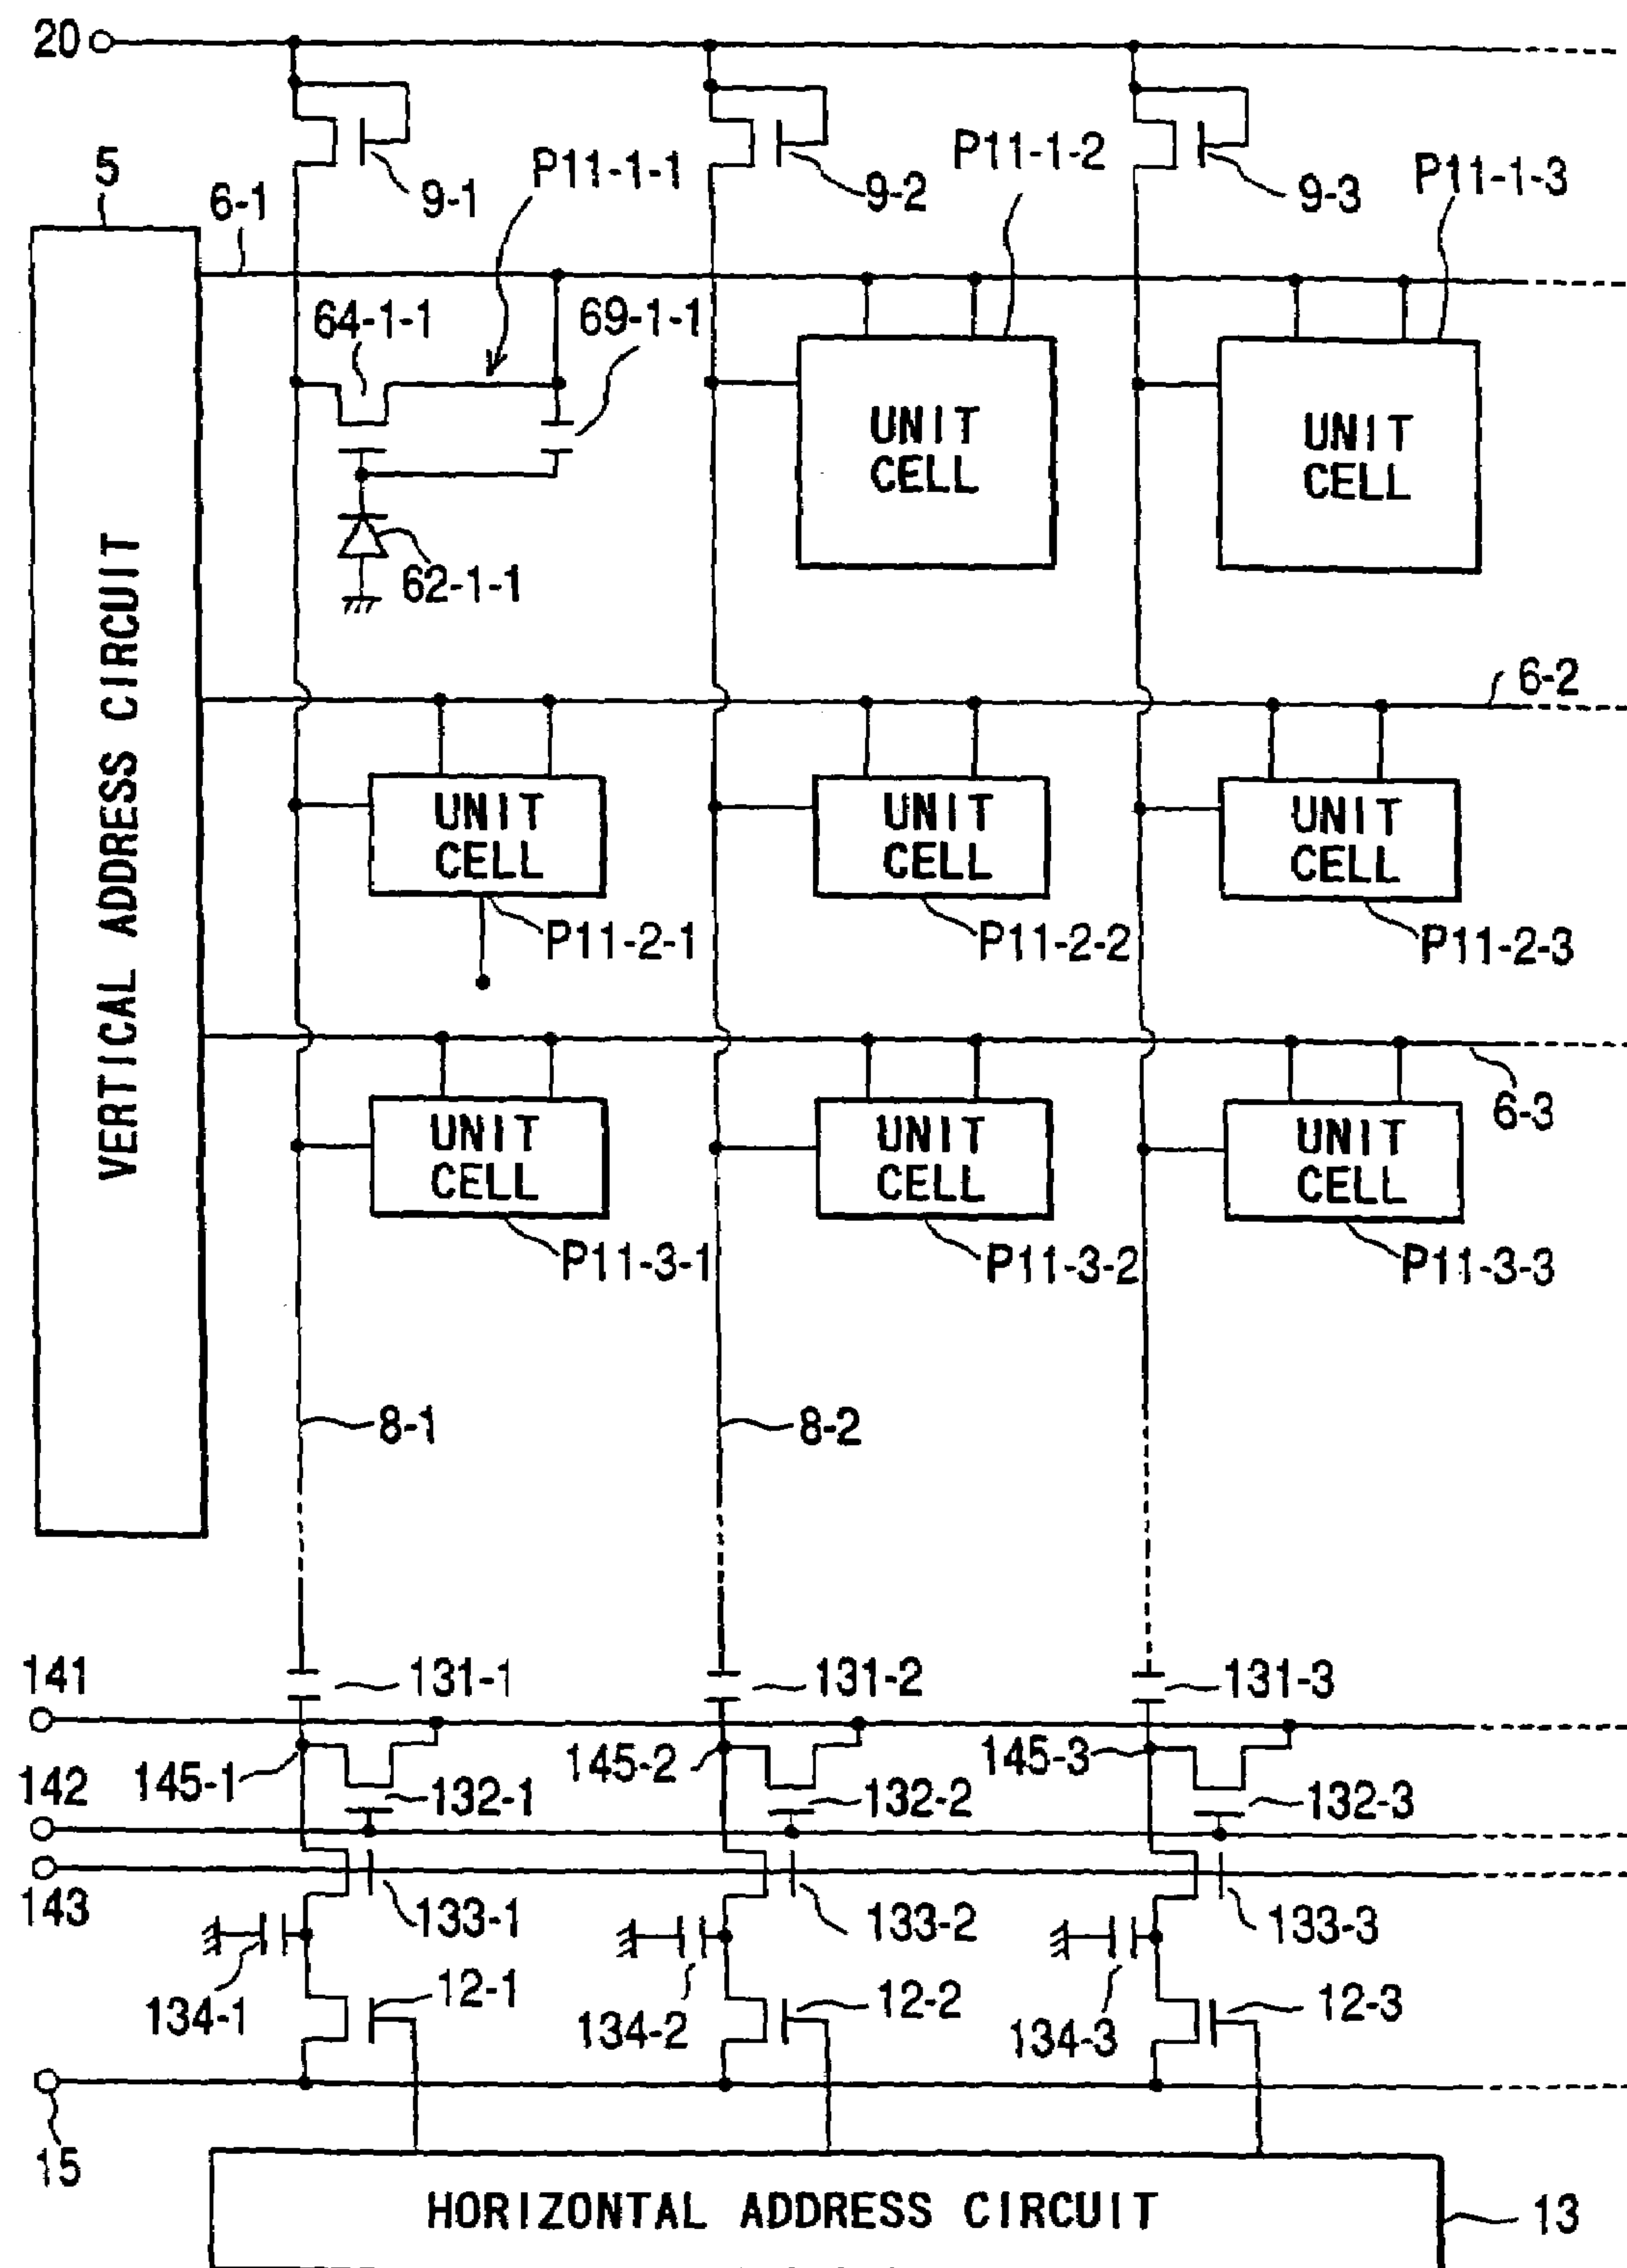 20
9-1
P11-1-1
9-2
P11-1-2
9-3
P11-1-3
5
6-1
64-1-1
69-1-1
UNIT
CELL
UNIT
CELL
62-1-1
VERTICAL ADDRESS CIRCUIT
6-2
UNIT
CELL
UNIT
CELL
UNIT
CELL
P11-2-1
P11-2-2
P11-2-3
6-3
UNIT
CELL
UNIT
CELL
UNIT
CELL
P11-3-1
P11-3-2
P11-3-3
8-1
8-2
141
131-1
131-2
131-3
145-1
145-2
145-3
142
132-1
132-2
132-3
143
133-1
133-2
133-3
134-1
12-1
134-2
12-2
134-3
12-3
15
HORIZONTAL ADDRESS CIRCUIT
13